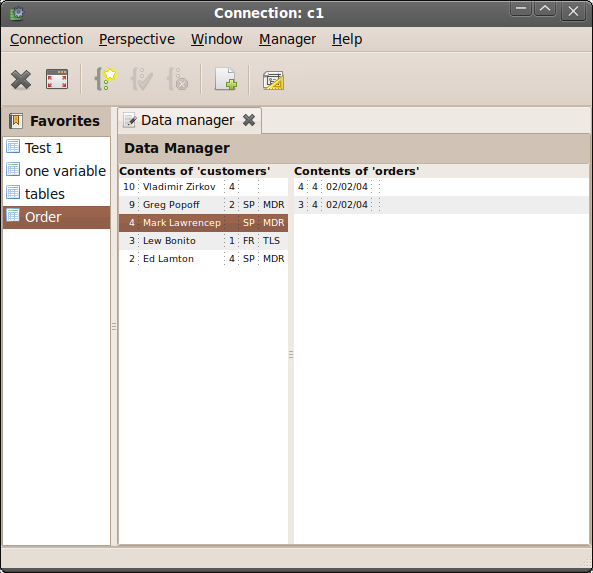 Connection: c1
Connection Perspective Window Manager Help
Favorites
Test 1
one variable
tables
Order
Data manager
Data Manager
Contents of 'customers'
10 Vladimir Zirkov 4
9 Greg Popoff 2 SP MDR
4 Mark Lawrencep SP MDR
3 Lew Bonito 1 FR TLS
2 Ed Lamton 4 SP MDR
Contents of 'orders'
4 4 02/02/04
3 4 02/02/04